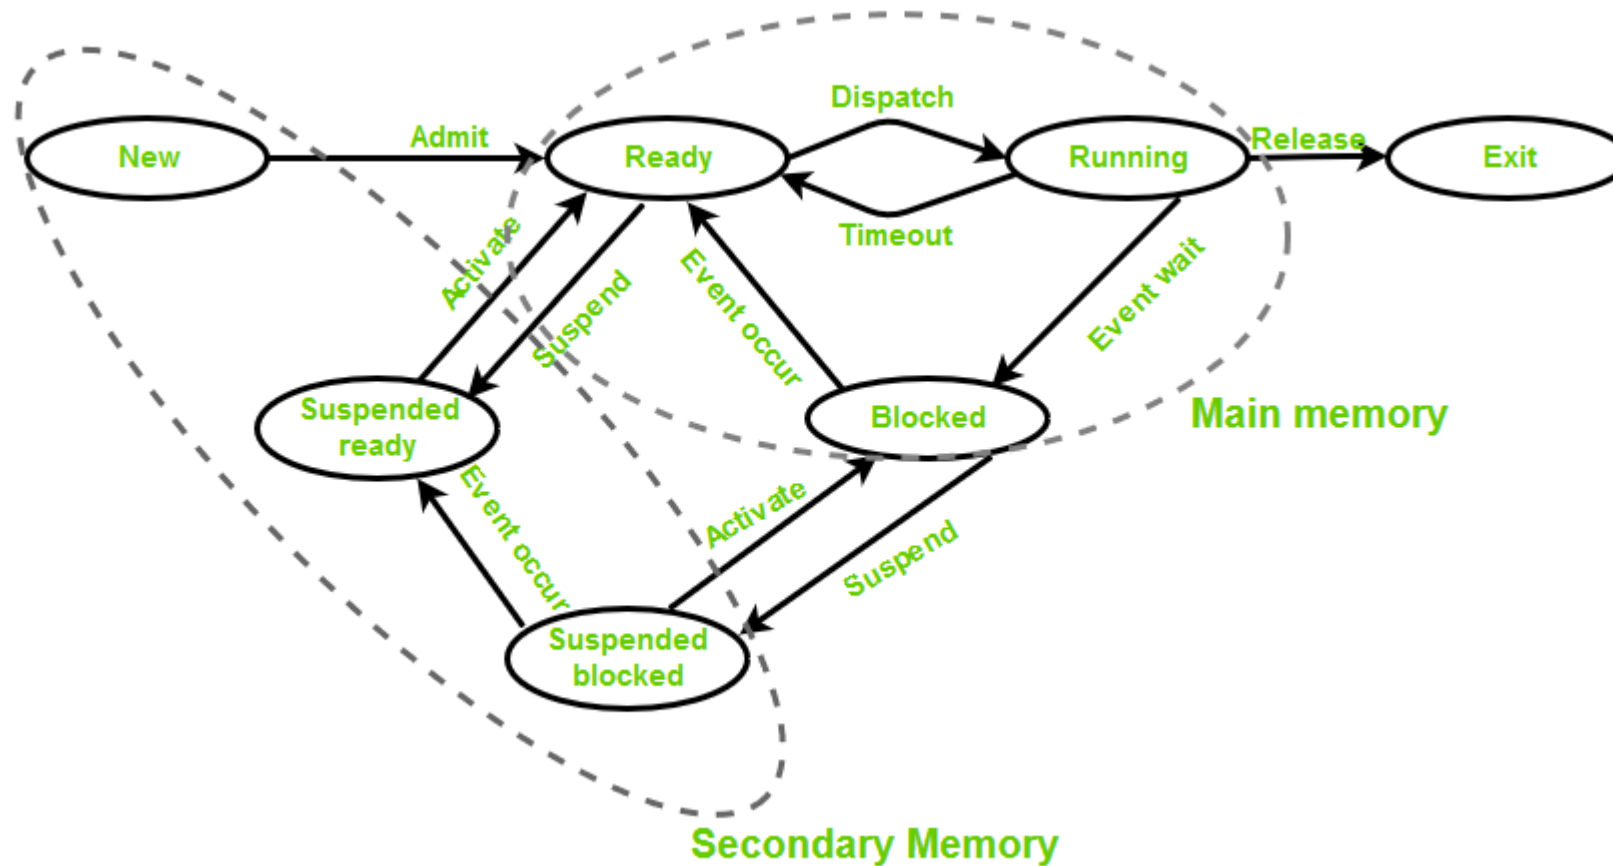 Dispatch
Admit
New
Ready
Running
Release
Exit
Timeout
Activate
Suspend
Event occur
Event wait
Suspended
ready
Blocked
Main memory
Event occur
Activate
Suspend
Suspended
blocked
Secondary Memory